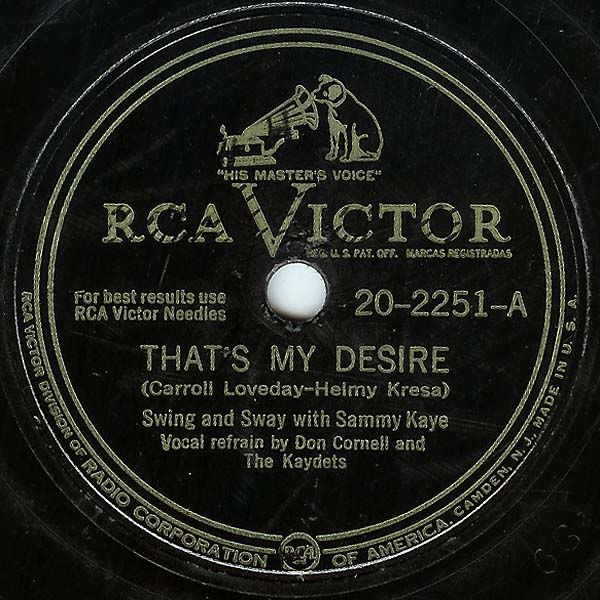 "HIS MASTER'S VOICE"
RCA VICTOR
REG. U. S. PAT. OFF. MARCAS REGISTRADAS
For best results use
RCA Victor Needles
20-2251-A
THAT'S MY DESIRE
(Carroll Loveday-Helmy Kresa)
Swing and Sway with Sammy Kaye
Vocal refrain by Don Cornell and
The Kaydets
RCA VICTOR DIVISION OF RADIO CORPORATION OF AMERICA, CAMDEN, N. J., MADE IN U. S. A.
RCA